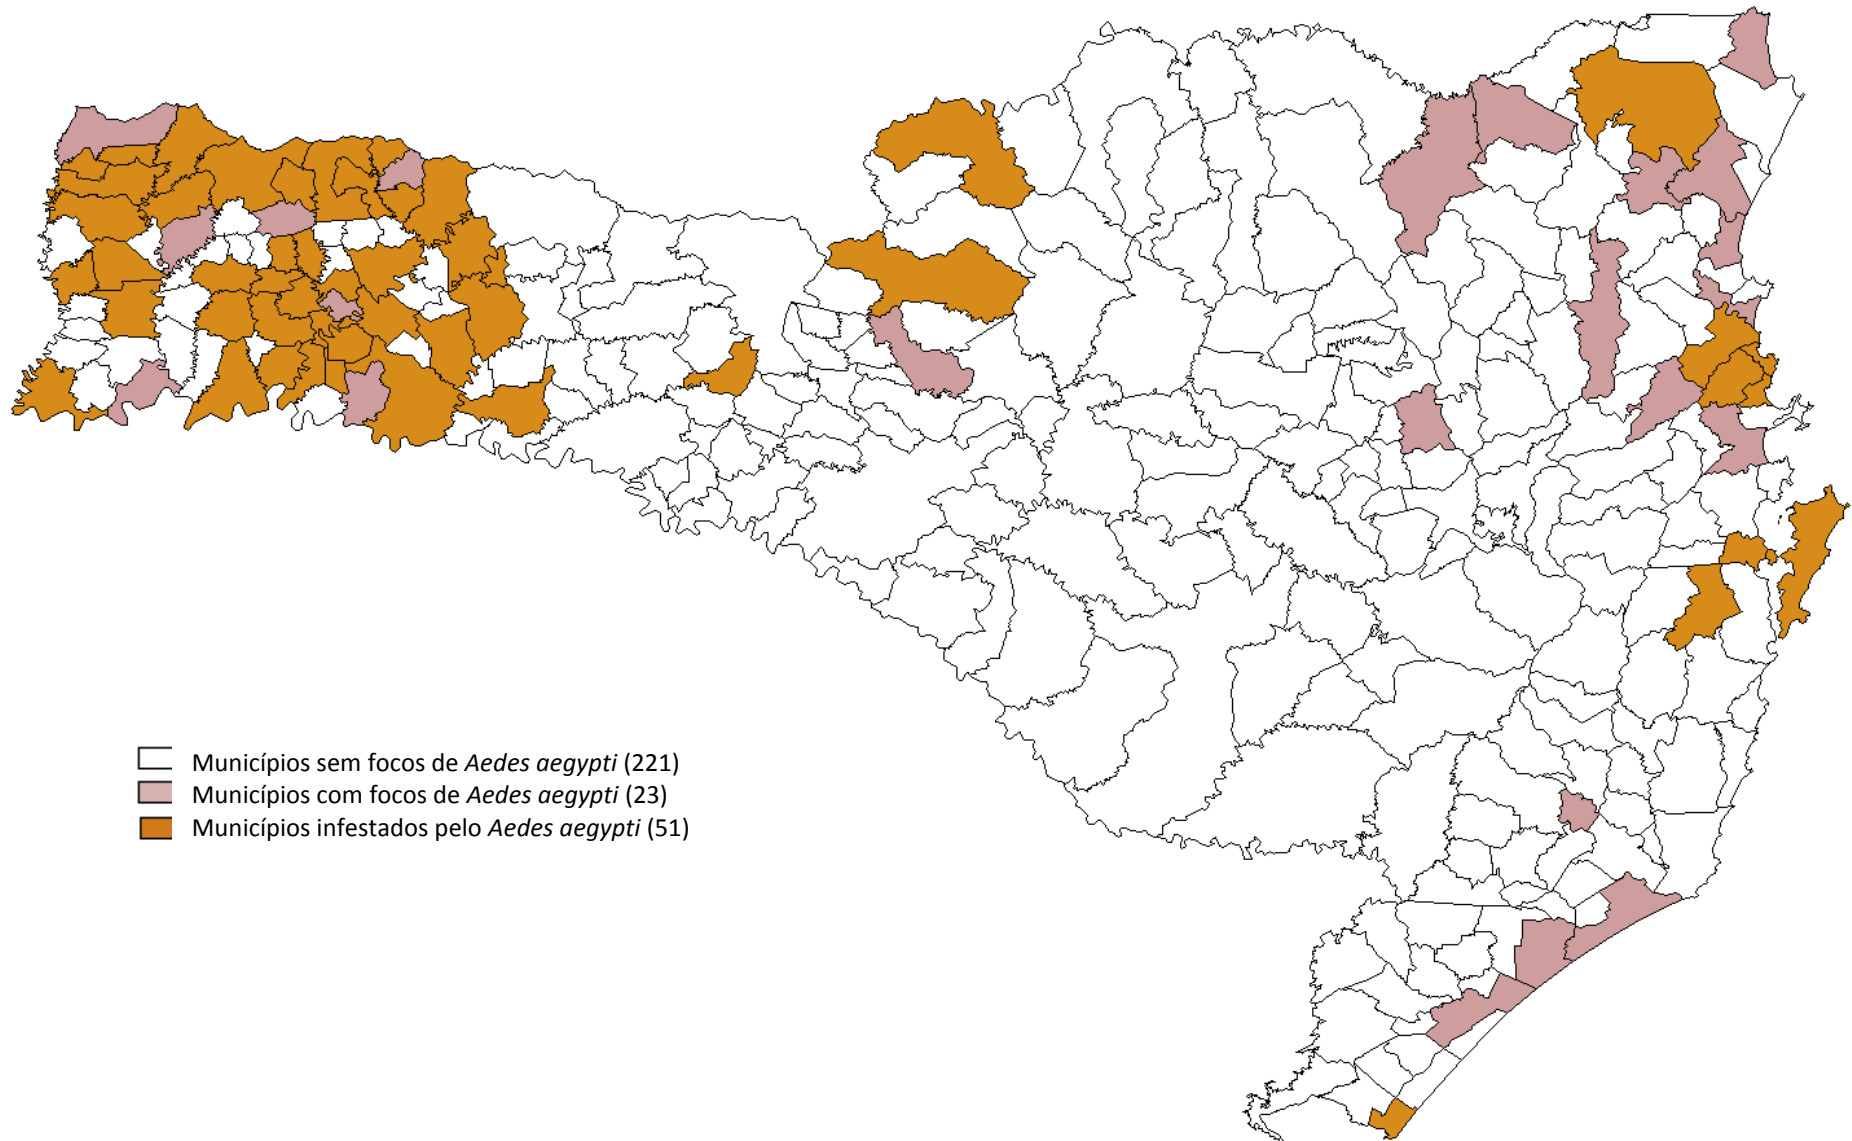 Municípios sem focos de Aedes aegypti (221)
Municípios com focos de Aedes aegypti (23)
Municípios infestados pelo Aedes aegypti (51)